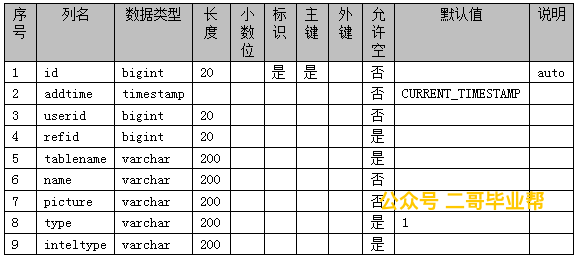 序号 列名 数据类型 长度 小数位 标识 主键 外键 允许空 默认值 说明
1 id bigint 20 是 是 否 auto
2 addtime timestamp 否 CURRENT_TIMESTAMP
3 userid bigint 20 否
4 refid bigint 20 是
5 tablename varchar 200 是
6 name varchar 200 否
7 picture varchar 200 否
公众号 二哥毕业帮
8 type varchar 200 是 1
9 inteltype varchar 200 是